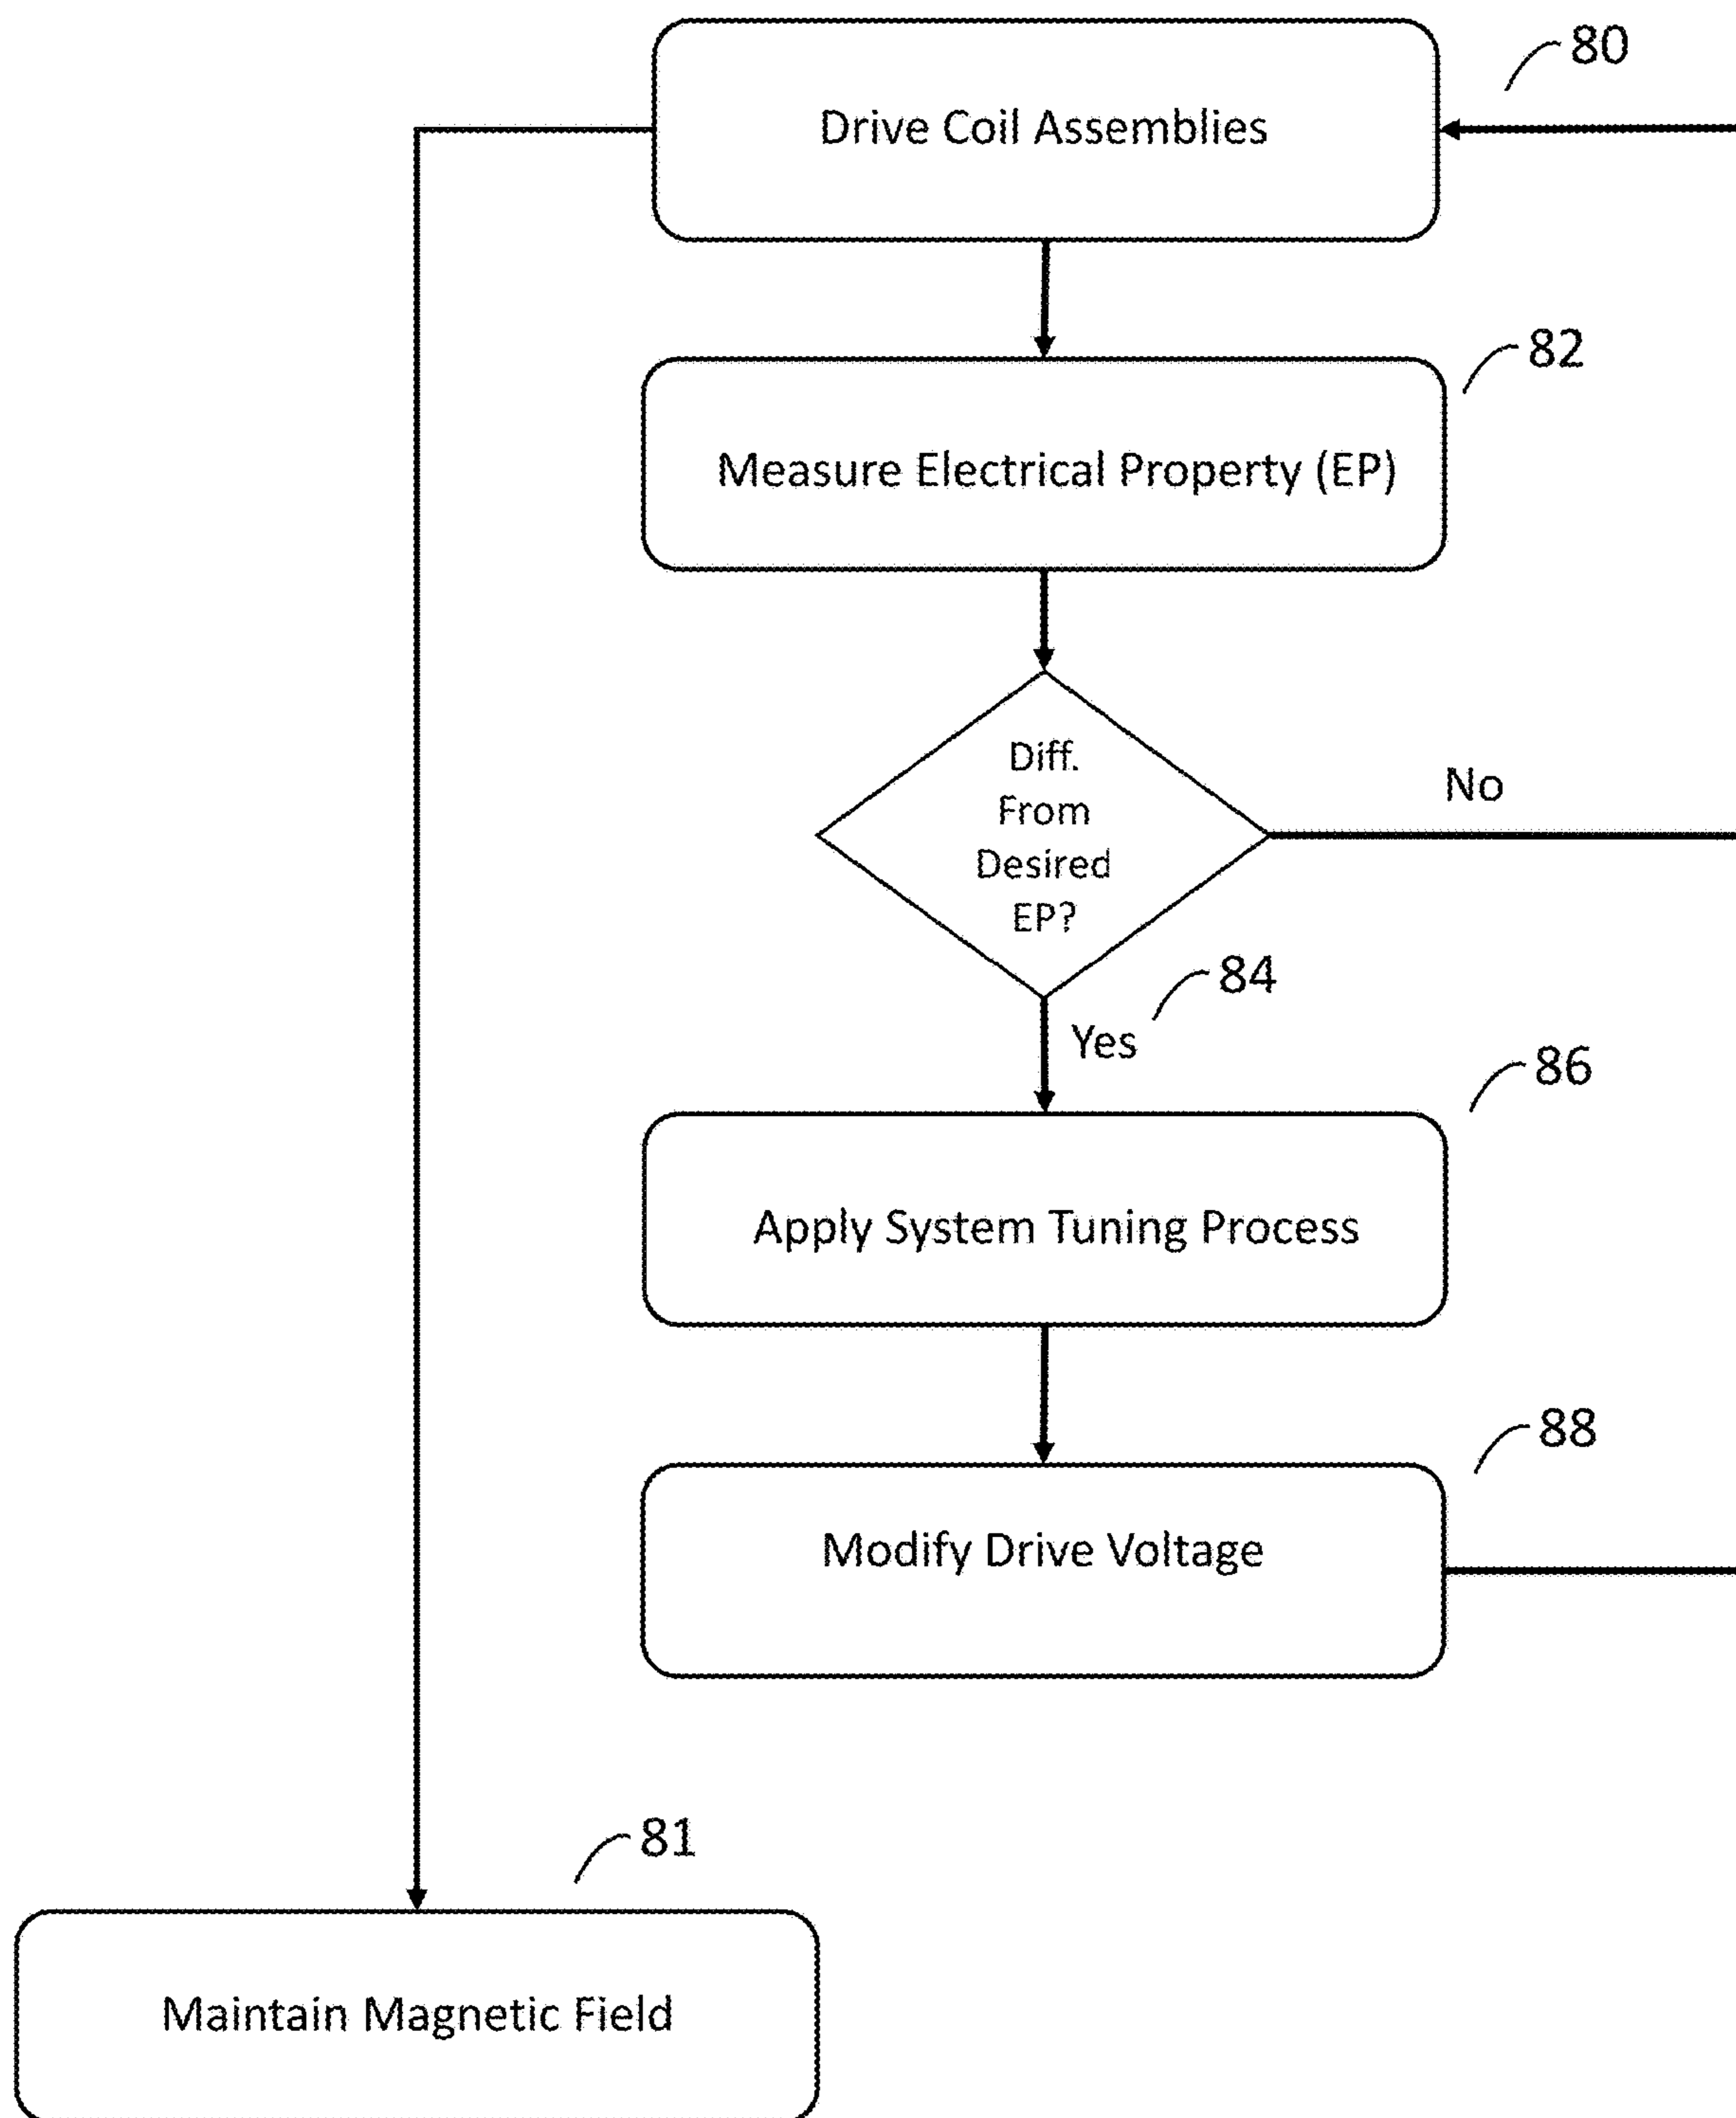 80
Drive Coil Assemblies
82
Measure Electrical Property (EP)
Diff.
From
Desired
EP?
No
84
Yes
86
Apply System Tuning Process
88
Modify Drive Voltage
81
Maintain Magnetic Field